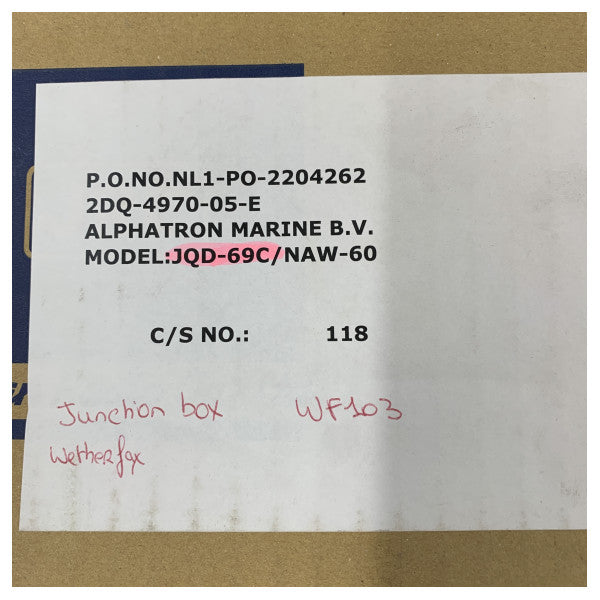 P.O.NO.NL1-PO-2204262
2DQ-4970-05-E
ALPHATRON MARINE B.V.
MODEL:JQD-69C/NAW-60
C/S NO.: 118
Junction box WF103
Wetherfax